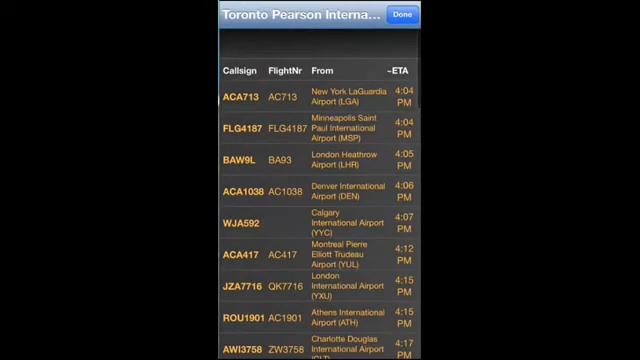 Toronto Pearson Interna... Done
Callsign FlightNr From ~ETA
ACA713 AC713 New York LaGuardia Airport (LGA) 4:04 PM
FLG4187 FLG4187 Minneapolis Saint Paul International Airport (MSP) 4:04 PM
BAW9L BA93 London Heathrow Airport (LHR) 4:05 PM
ACA1038 AC1038 Denver International Airport (DEN) 4:06 PM
WJA592 Calgary International Airport (YYC) 4:07 PM
ACA417 AC417 Montreal Pierre Elliott Trudeau Airport (YUL) 4:12 PM
JZA7716 QK7716 London International Airport (YXU) 4:15 PM
ROU1901 AC1901 Athens International Airport (ATH) 4:15 PM
AWI3758 ZW3758 Charlotte Douglas International Airport 4:17 PM